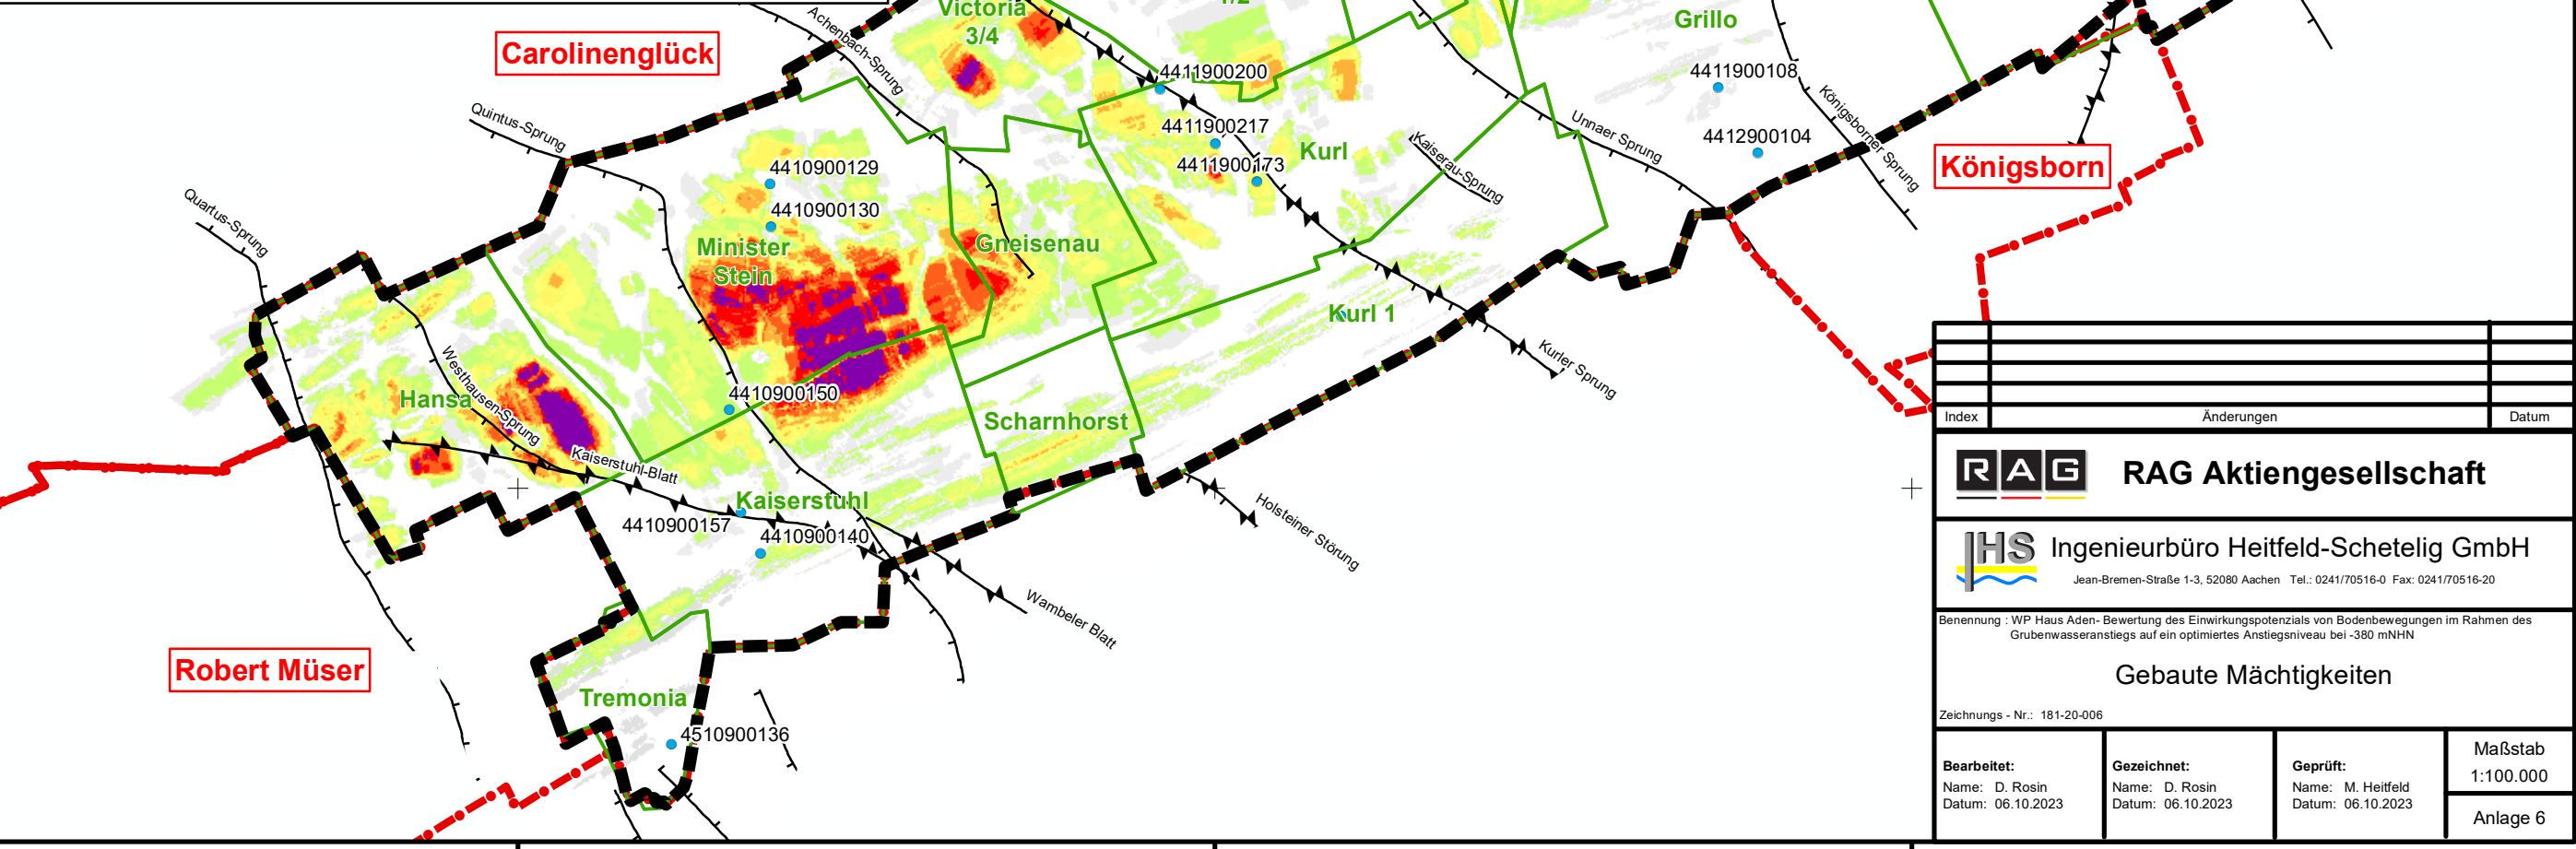 Victoria
3/4
Grillo
Carolinenglück
Achenbach-Sprung
4411900200
4411900108
Quintus-Sprung
4411900217
Unnaer Sprung
Königsborner Sprung
4412900104
Kurl
Kaiserau-Sprung
4410900129
4411900173
Königsborn
Quartus-Sprung
4410900130
Minister
Stein
Gneisenau
Kurl 1
Westhausen-Sprung
Kurler Sprung
Hansa
4410900150
Scharnhorst
Kaiserstuhl-Blatt
Kaiserstuhl
4410900157
4410900140
Holsteiner Störung
Wambeler Blatt
Robert Müser
Tremonia
4510900136
Index
Änderungen
Datum
RAG
RAG Aktiengesellschaft
IHS
Ingenieurbüro Heitfeld-Schetelig GmbH
Jean-Bremen-Straße 1-3, 52080 Aachen Tel.: 0241/70516-0 Fax: 0241/70516-20
Benennung : WP Haus Aden- Bewertung des Einwirkungspotenzials von Bodenbewegungen im Rahmen des
Grubenwasseranstiegs auf ein optimiertes Anstiegsniveau bei -380 mNHN
Gebaute Mächtigkeiten
Zeichnungs - Nr.: 181-20-006
Bearbeitet:
Name: D. Rosin
Datum: 06.10.2023
Gezeichnet:
Name: D. Rosin
Datum: 06.10.2023
Geprüft:
Name: M. Heitfeld
Datum: 06.10.2023
Maßstab
1:100.000
Anlage 6